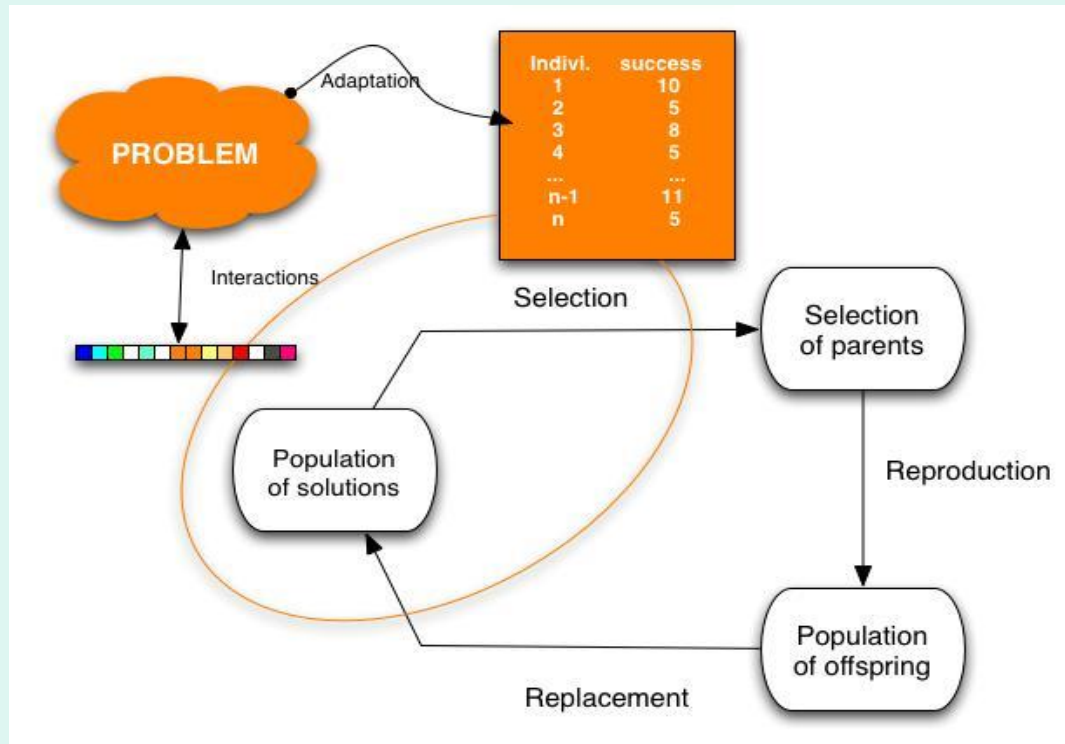 Adaptation
PROBLEM
Indivi. success
1 10
2 5
3 8
4 5
... ...
n-1 11
n 5
Interactions
Selection
Selection
of parents
Population
of solutions
Reproduction
Population
of offspring
Replacement